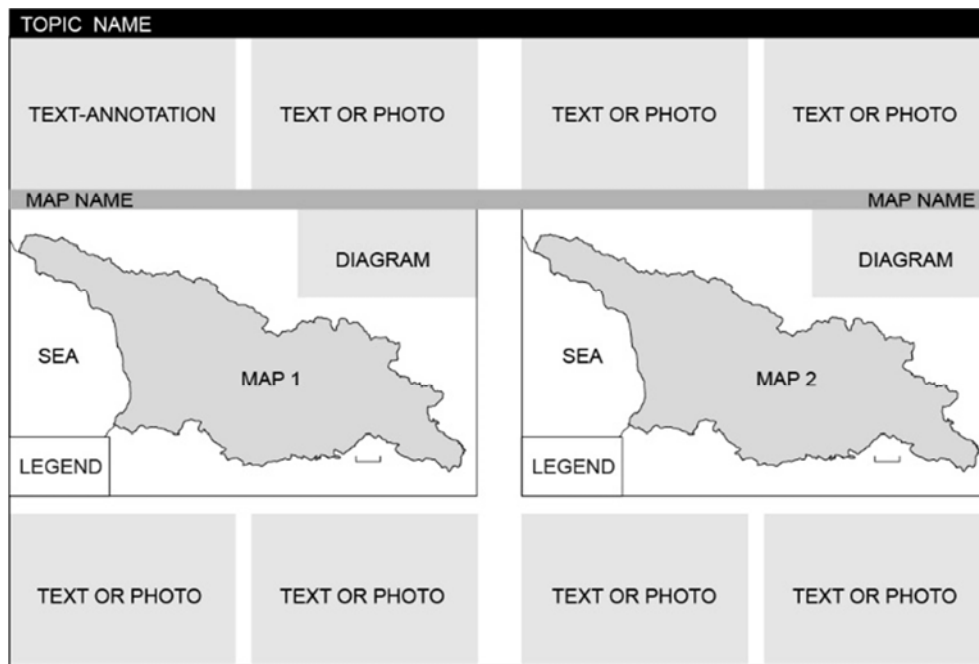 TOPIC NAME
TEXT-ANNOTATION
TEXT OR PHOTO
TEXT OR PHOTO
TEXT OR PHOTO
MAP NAME
MAP NAME
DIAGRAM
SEA
MAP 1
LEGEND
DIAGRAM
SEA
MAP 2
LEGEND
TEXT OR PHOTO
TEXT OR PHOTO
TEXT OR PHOTO
TEXT OR PHOTO